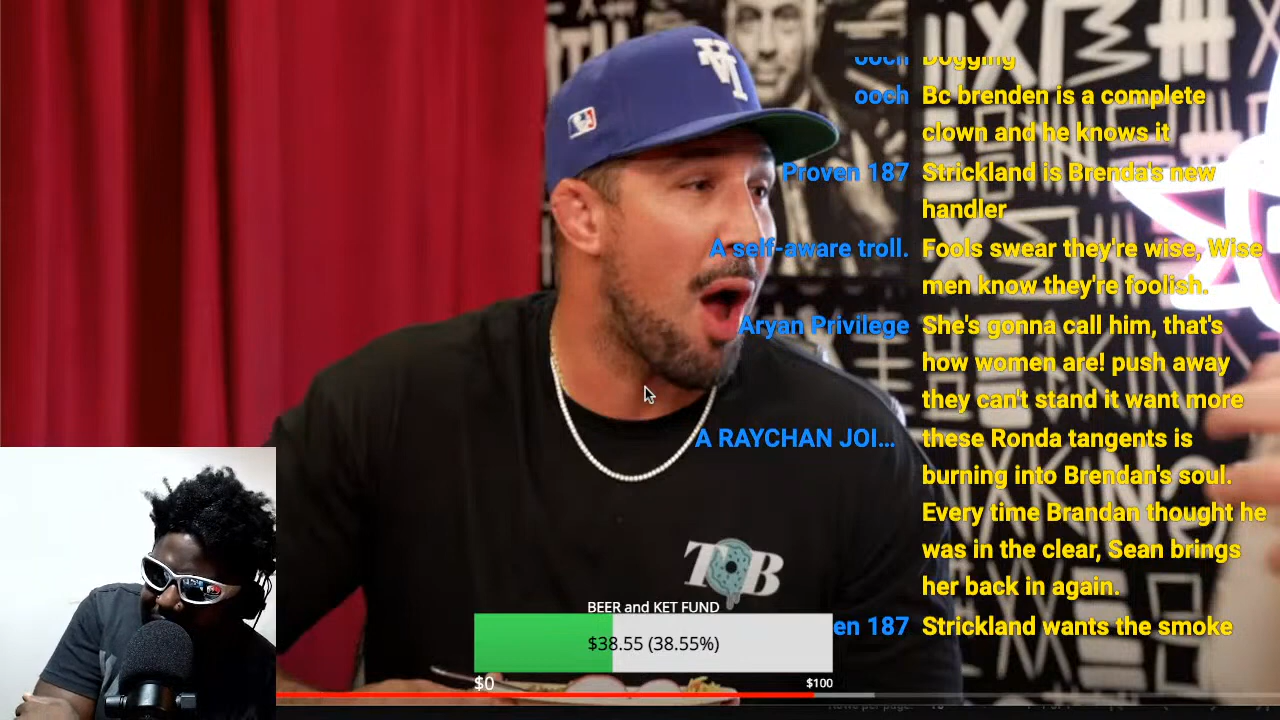 ooch Dogging
ooch Bc brenden is a complete
clown and he knows it
Proven 187 Strickland is Brenda's new
handler
A self-aware troll. Fools swear they're wise, Wise
men know they're foolish.
Aryan Privilege She's gonna call him, that's
how women are! push away
they can't stand it want more
A RAYCHAN JOI... these Ronda tangents is
burning into Brendan's soul.
Every time Brandan thought he
was in the clear, Sean brings
her back in again.
en 187 Strickland wants the smoke
TOB
BEER and KET FUND
$38.55 (38.55%)
$0 $100